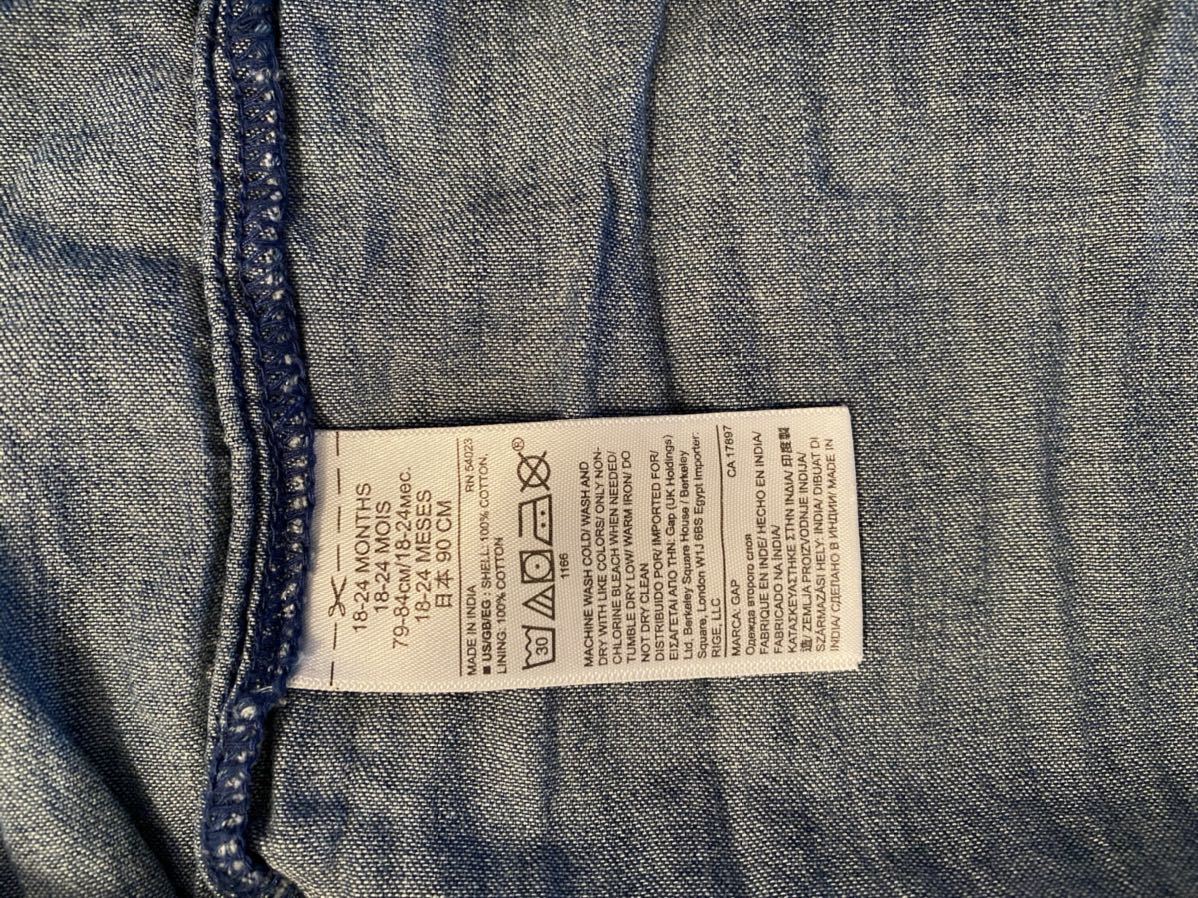 18-24 MONTHS
18-24 MOIS
79-84см/18-24мес.
18-24 MESES
日本 90 CM
MADE IN INDIA RN 54023
■ US/GB/EG : SHELL: 100% COTTON,
LINING: 100% COTTON
30
®
1166
MACHINE WASH COLD/ WASH AND
DRY WITH LIKE COLORS/ ONLY NON-
CHLORINE BLEACH WHEN NEEDED/
TUMBLE DRY LOW/ WARM IRON/ DO
NOT DRY CLEAN
DISTRIBUIDO POR/ IMPORTED FOR/
ΕΙΣΑΓΕΤΑΙ ΑΠΟ ΤΗΝ: Gap (UK Holdings)
Ltd. Berkeley Square House / Berkeley
Square, London W1J 6BS Egypt Importer:
RIGE, LLC
MARCA: GAP CA 17897
Одежда второго слоя
FABRIQUE EN INDE/ HECHO EN INDIA/
FABRICADO NA ÍNDIA/
ΚΑΤΑΣΚΕΥΑΣΤΗΚΕ ΣΤΗΝ ΙΝΔΙΑ/ 印度製
造/ ZEMLJA PROIZVODNJE INDIJA/
SZÁRMAZÁSI HELY: INDIA/ DIBUAT DI
INDIA/ СДЕЛАНО В ИНДИИ/ MADE IN